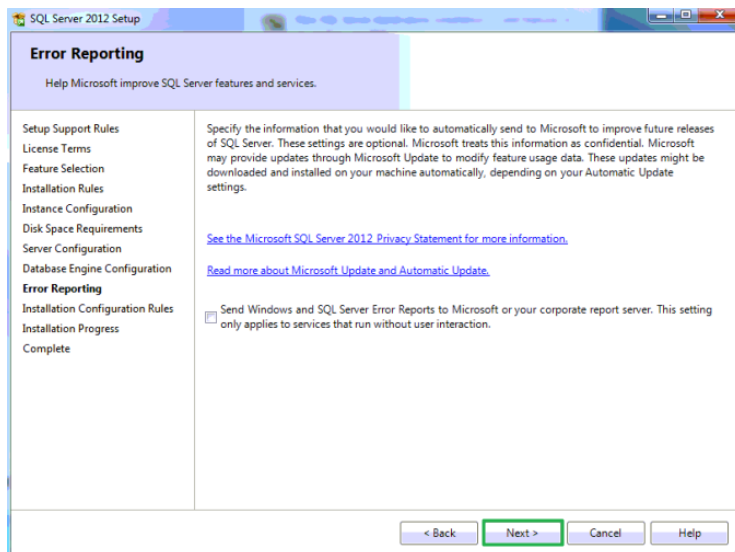 SQL Server 2012 Setup
Error Reporting
Help Microsoft improve SQL Server features and services.
Setup Support Rules
License Terms
Feature Selection
Installation Rules
Instance Configuration
Disk Space Requirements
Server Configuration
Database Engine Configuration
Error Reporting
Installation Configuration Rules
Installation Progress
Complete
Specify the information that you would like to automatically send to Microsoft to improve future releases
of SQL Server. These settings are optional. Microsoft treats this information as confidential. Microsoft
may provide updates through Microsoft Update to modify feature usage data. These updates might be
downloaded and installed on your machine automatically, depending on your Automatic Update
settings.
See the Microsoft SQL Server 2012 Privacy Statement for more information.
Read more about Microsoft Update and Automatic Update.
Send Windows and SQL Server Error Reports to Microsoft or your corporate report server. This setting
only applies to services that run without user interaction.
< Back Next > Cancel Help